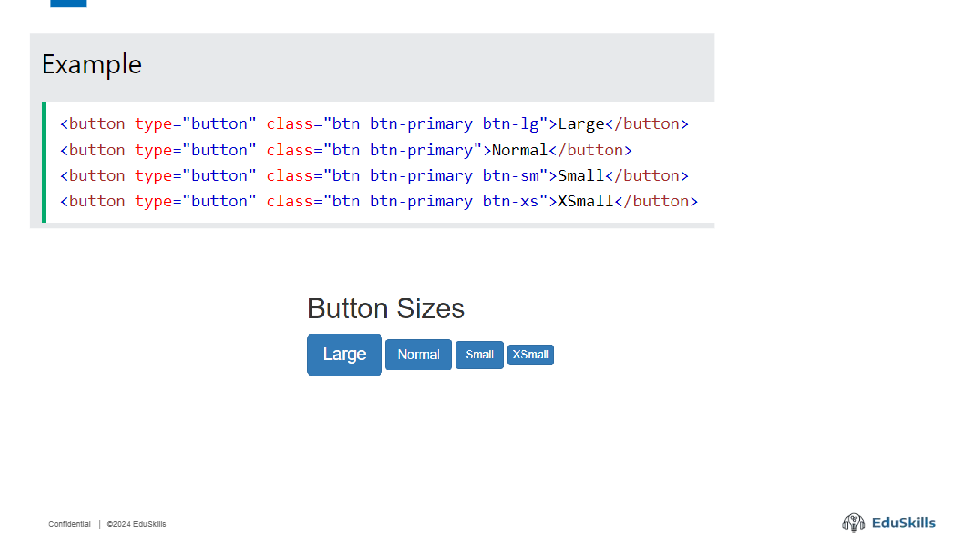 Example
<button type="button" class="btn btn-primary btn-lg">Large</button>
<button type="button" class="btn btn-primary">Normal</button>
<button type="button" class="btn btn-primary btn-sm">Small</button>
<button type="button" class="btn btn-primary btn-xs">XSmall</button>
Button Sizes
Large Normal Small XSmall
Confidential | ©2024 EduSkills
EduSkills